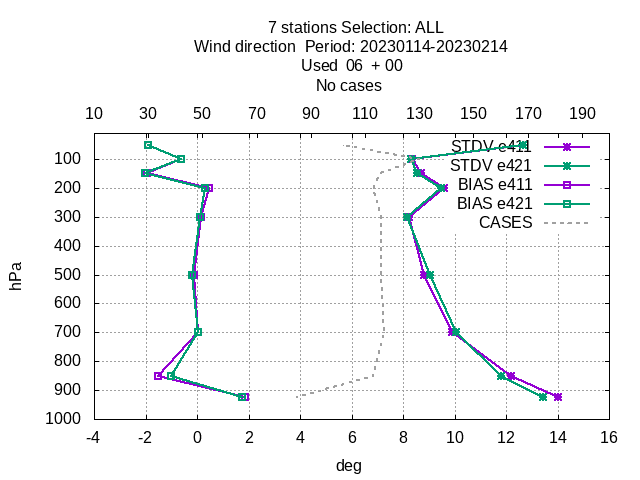 7 stations Selection: ALL
Wind direction  Period: 20230114-20230214
Used  06  + 00
No cases
10 30 50 70 90 110 130 150 170 190
STDV e411
STDV e421
BIAS e411
BIAS e421
CASES
hPa
100
200
300
400
500
600
700
800
900
1000
-4 -2 0 2 4 6 8 10 12 14 16
deg